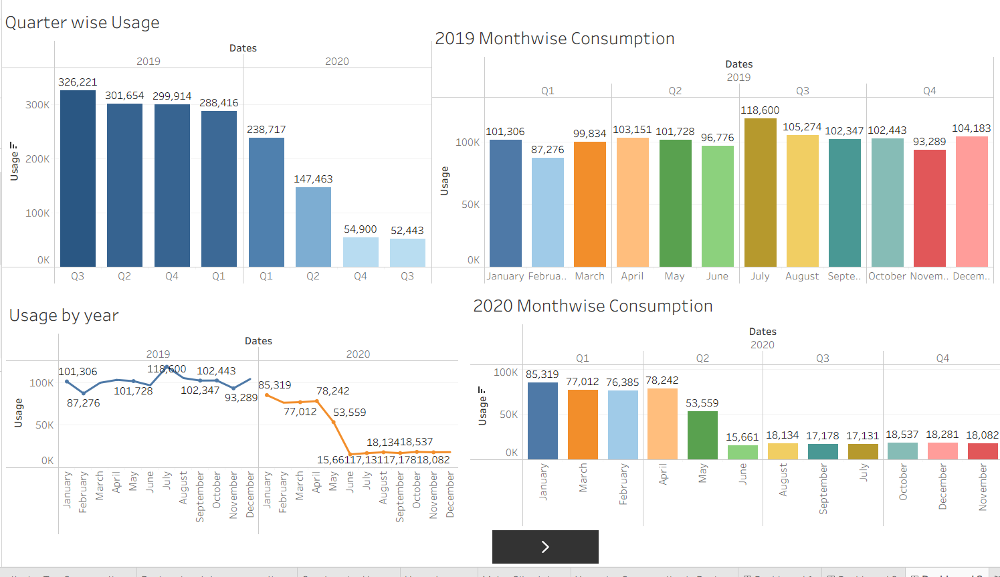 Quarter wise Usage
Dates
2019 2020
326,221
301,654 299,914
288,416
238,717
147,463
54,900 52,443
300K
200K
100K
0K
Usage
Q3 Q2 Q4 Q1 Q1 Q2 Q4 Q3
2019 Monthwise Consumption
Dates
2019
Q1 Q2 Q3 Q4
118,600
101,306 99,834 103,151 101,728 105,274 102,347 102,443 104,183
87,276 96,776 93,289
100K
50K
0K
Usage
January Februa.. March April May June July August Septe.. October Novem.. Decem..
Usage by year
Dates
2019 2020
101,306 118,600 102,443
87,276 101,728 102,347 93,289
85,319 78,242
77,012 53,559
18,134 18,537
15,661 17,131 17,178 18,082
100K
50K
0K
Usage
January February March April May June July August September October November December January February March April May June July August September October November December
2020 Monthwise Consumption
Dates
2020
Q1 Q2 Q3 Q4
85,319 77,012 76,385 78,242
53,559
15,661 18,134 17,178 17,131 18,537 18,281 18,082
100K
50K
0K
Usage
January March February April May June August September July October December November